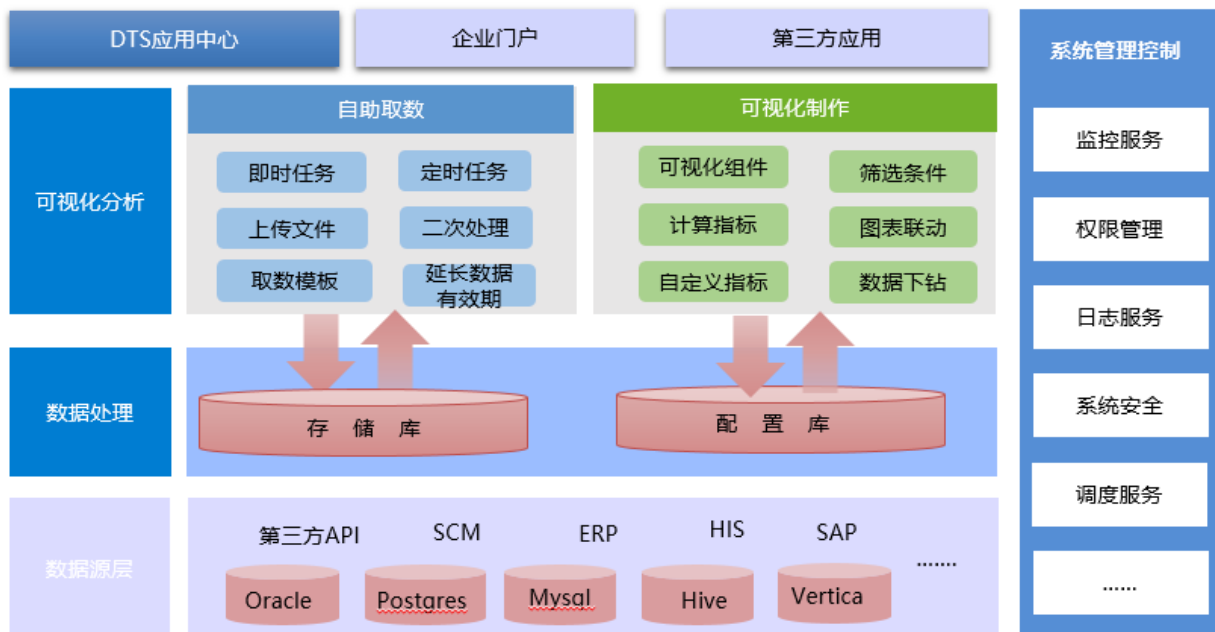 DTS应用中心
企业门户
第三方应用
系统管理控制
可视化分析
自助取数
即时任务
定时任务
上传文件
二次处理
取数模板
延长数据
有效期
可视化制作
可视化组件
筛选条件
计算指标
图表联动
自定义指标
数据下钻
数据处理
存 储 库
配 置 库
数据源层
第三方API
SCM
ERP
HIS
SAP
.......
Oracle
Postgres
Mysql
Hive
Vertica
监控服务
权限管理
日志服务
系统安全
调度服务
......